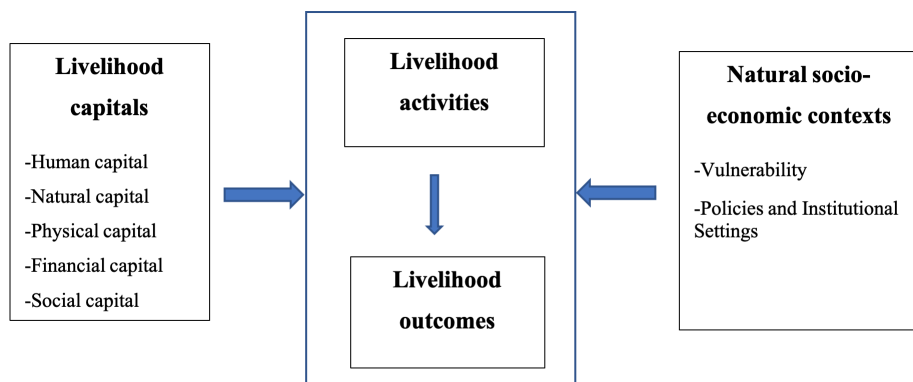 Livelihood
capitals
-Human capital
-Natural capital
-Physical capital
-Financial capital
-Social capital
Livelihood
activities
Livelihood
outcomes
Natural socio-
economic contexts
-Vulnerability
-Policies and Institutional
Settings